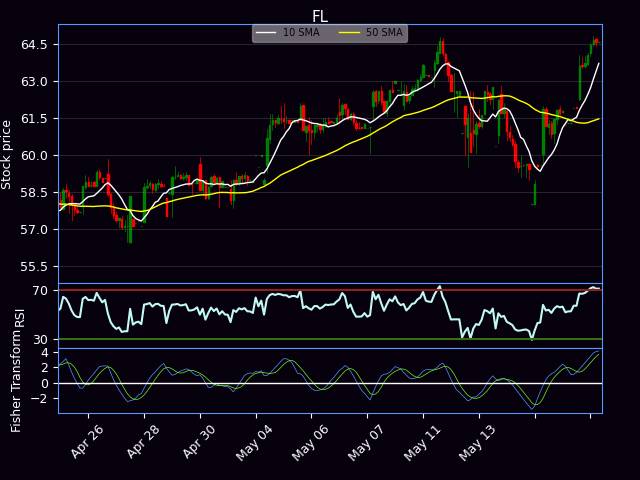 FL
10 SMA
50 SMA
Stock price
64.5
63.0
61.5
60.0
58.5
57.0
55.5
RSI
70
30
Fisher Transform
4
2
0
−2
Apr 26
Apr 28
Apr 30
May 04
May 06
May 07
May 11
May 13